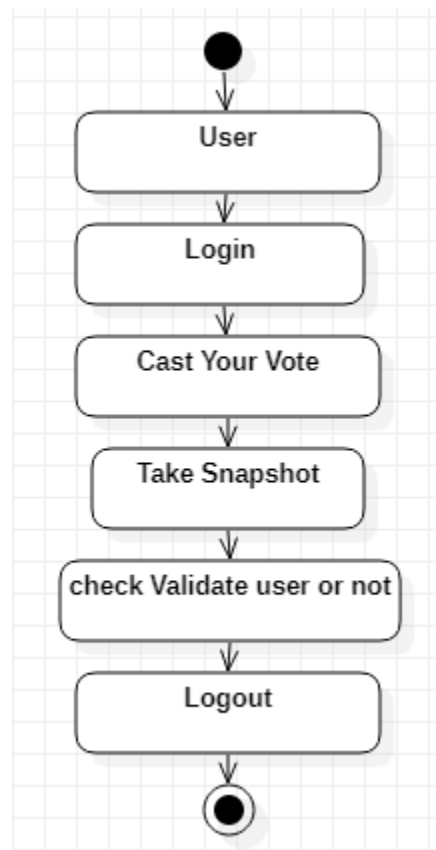 User
Login
Cast Your Vote
Take Snapshot
check Validate user or not
Logout